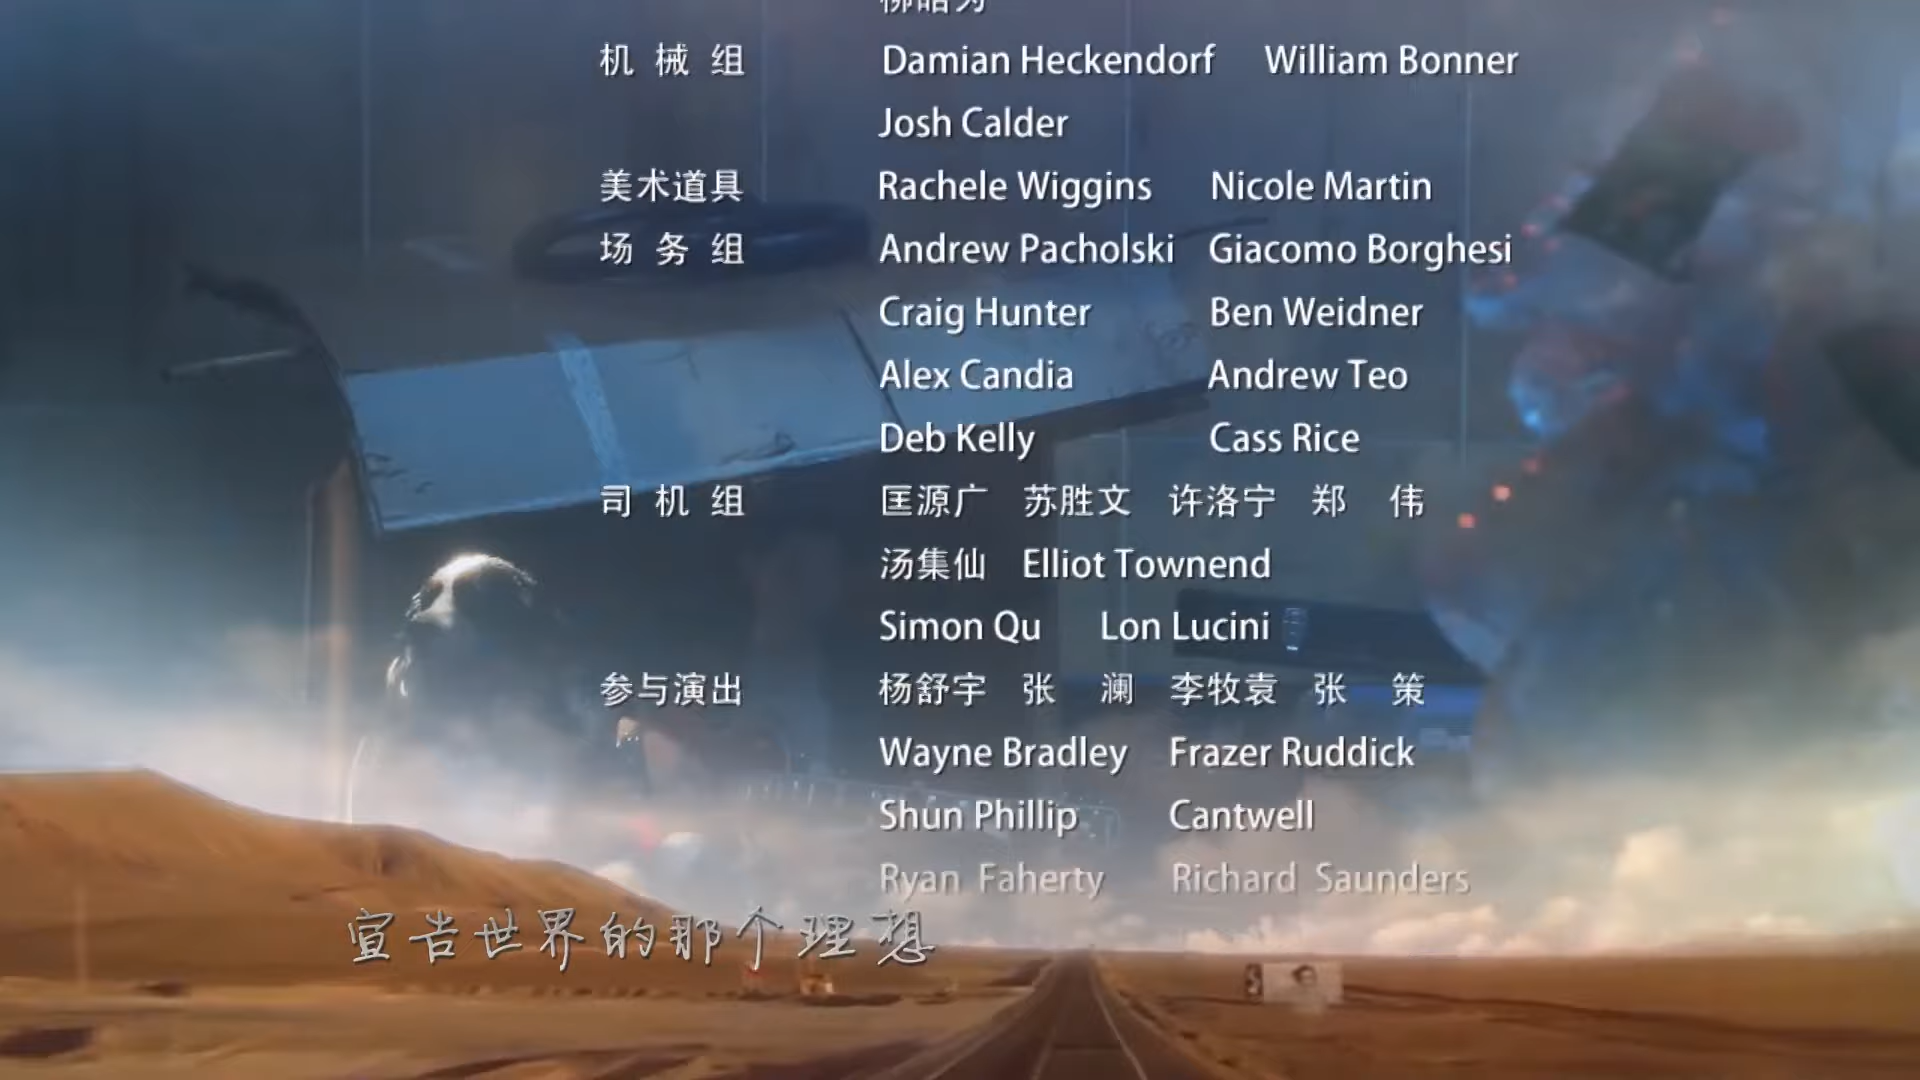 机 械 组 Damian Heckendorf William Bonner
Josh Calder
美术道具 Rachele Wiggins Nicole Martin
场 务 组 Andrew Pacholski Giacomo Borghesi
Craig Hunter Ben Weidner
Alex Candia Andrew Teo
Deb Kelly Cass Rice
司 机 组 匡源广 苏胜文 许洛宁 郑 伟
汤集仙 Elliot Townend
Simon Qu Lon Lucini
参与演出 杨舒宇 张 澜 李牧袁 张 策
Wayne Bradley Frazer Ruddick
Shun Phillip Cantwell
Ryan Faherty Richard Saunders
宣告世界的那个理想